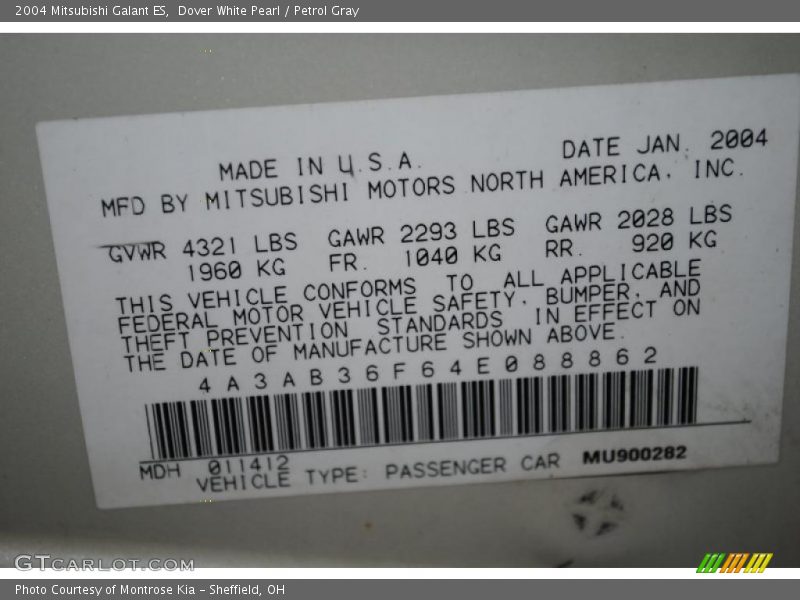 2004 Mitsubishi Galant ES,  Dover White Pearl / Petrol Gray
MADE IN U.S.A.   DATE JAN. 2004
MFD BY MITSUBISHI MOTORS NORTH AMERICA, INC.
GVWR 4321 LBS   GAWR 2293 LBS   GAWR 2028 LBS
1960 KG   FR. 1040 KG   RR. 920 KG
THIS VEHICLE CONFORMS TO ALL APPLICABLE
FEDERAL MOTOR VEHICLE SAFETY, BUMPER, AND
THEFT PREVENTION STANDARDS IN EFFECT ON
THE DATE OF MANUFACTURE SHOWN ABOVE.
4A3AB36F64E088862
MDH 011412
VEHICLE TYPE: PASSENGER CAR MU900282
GTCARLOT.COM
Photo Courtesy of Montrose Kia - Sheffield, OH